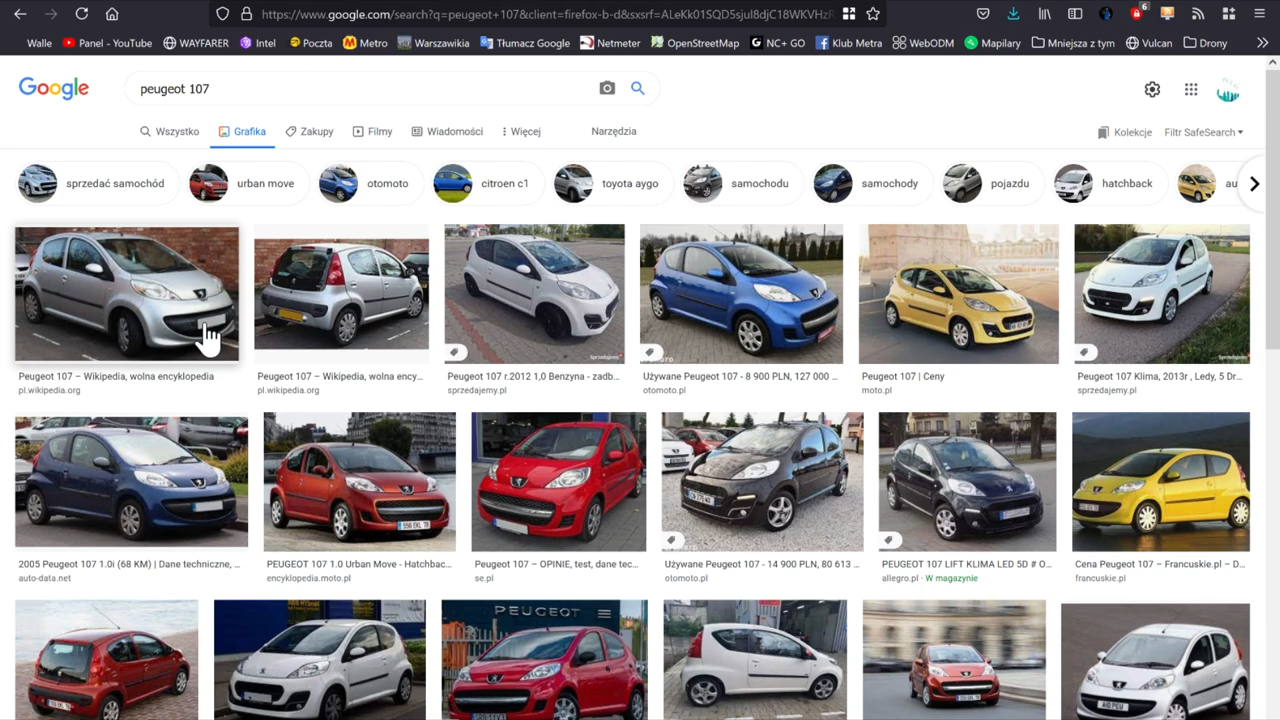 https://www.google.com/search?q=peugeot+107&client=firefox-b-d&sxsrf=ALeKk01SQD5sjul8djC18WKVHzR
6
Walle Panel - YouTube WAYFARER Intel Poczta Metro Warszawikia Tłumacz Google Netmeter OpenStreetMap NC+ GO Klub Metra WebODM Mapilary Mniejsza z tym Vulcan Drony
Google peugeot 107
Wszystko Grafika Zakupy Filmy Wiadomości Więcej Narzędzia Kolekcje Filtr SafeSearch
sprzedać samochód urban move otomoto citroen c1 toyota aygo samochodu samochody pojazdu hatchback au
Peugeot 107 – Wikipedia, wolna encyklopedia
pl.wikipedia.org
Peugeot 107 – Wikipedia, wolna ency...
pl.wikipedia.org
Peugeot 107 r.2012 1,0 Benzyna - zadb...
sprzedajemy.pl
Używane Peugeot 107 - 8 900 PLN, 127 000 ...
otomoto.pl
Peugeot 107 | Ceny
moto.pl
Peugeot 107 Klima, 2013r , Ledy, 5 Dr...
sprzedajemy.pl
2005 Peugeot 107 1.0i (68 KM) | Dane techniczne, ...
auto-data.net
PEUGEOT 107 1.0 Urban Move - Hatchbac...
encyklopedia.moto.pl
Peugeot 107 – OPINIE, test, dane tec...
se.pl
Używane Peugeot 107 - 14 900 PLN, 80 613 ...
otomoto.pl
PEUGEOT 107 LIFT KLIMA LED 5D # O...
allegro.pl · W magazynie
Cena Peugeot 107 – Francuskie.pl – D...
francuskie.pl
PEUGEOT